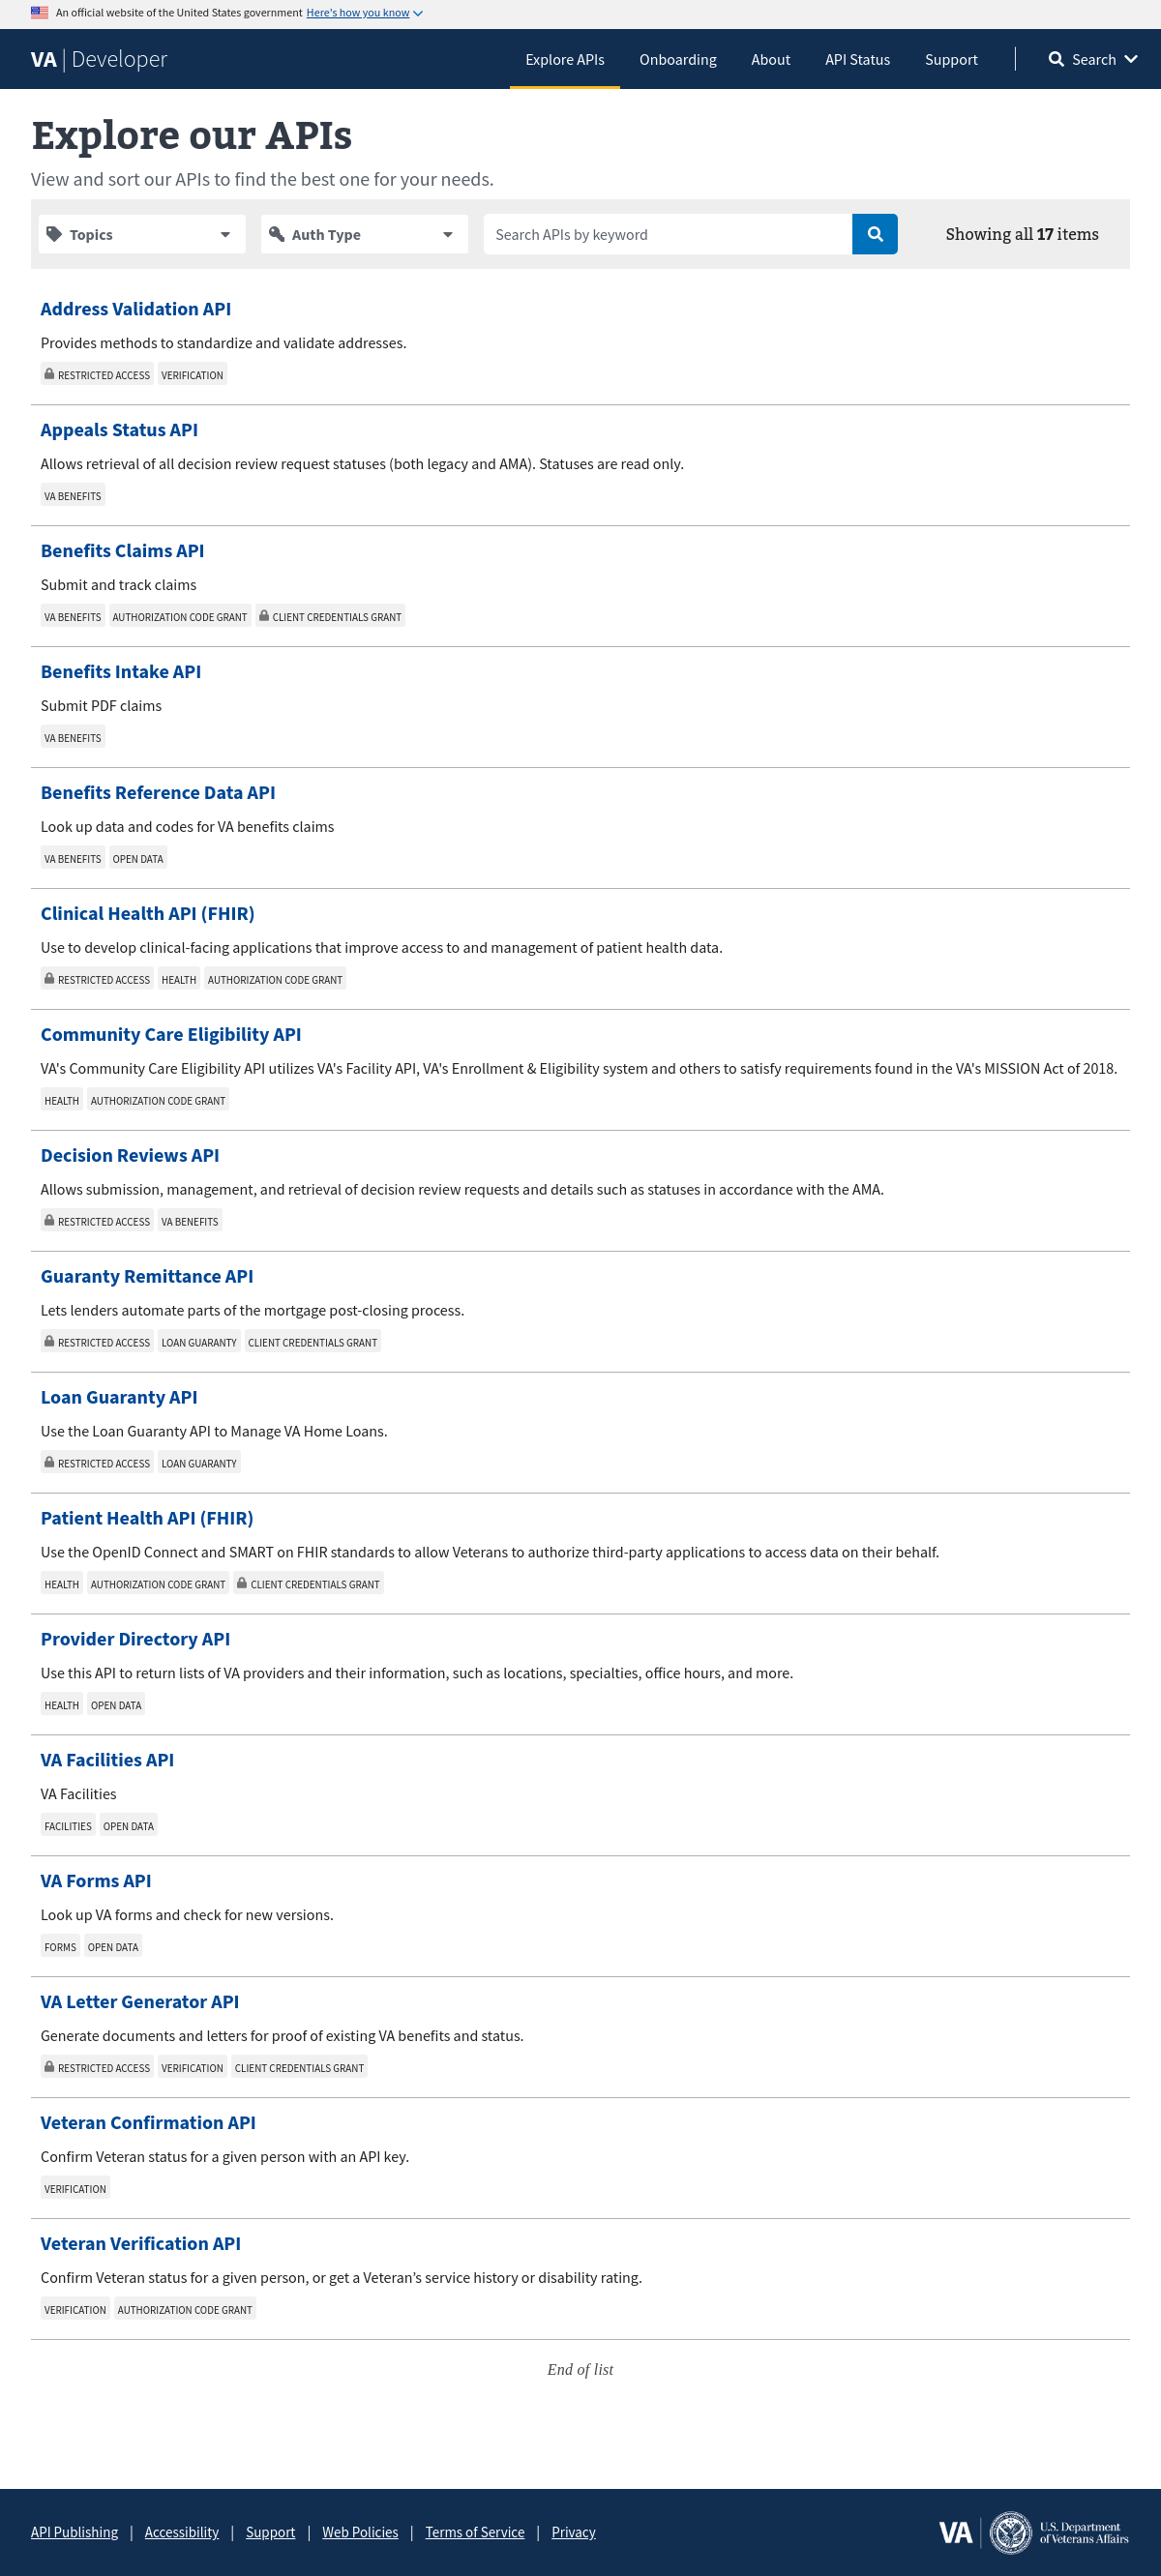 An official website of the United States government Here's how you know
VA | Developer Explore APIs Onboarding About API Status Support Search
Explore our APIs
View and sort our APIs to find the best one for your needs.
Topics Auth Type Search APIs by keyword Showing all 17 items
Address Validation API
Provides methods to standardize and validate addresses.
RESTRICTED ACCESS VERIFICATION
Appeals Status API
Allows retrieval of all decision review request statuses (both legacy and AMA). Statuses are read only.
VA BENEFITS
Benefits Claims API
Submit and track claims
VA BENEFITS AUTHORIZATION CODE GRANT CLIENT CREDENTIALS GRANT
Benefits Intake API
Submit PDF claims
VA BENEFITS
Benefits Reference Data API
Look up data and codes for VA benefits claims
VA BENEFITS OPEN DATA
Clinical Health API (FHIR)
Use to develop clinical-facing applications that improve access to and management of patient health data.
RESTRICTED ACCESS HEALTH AUTHORIZATION CODE GRANT
Community Care Eligibility API
VA's Community Care Eligibility API utilizes VA's Facility API, VA's Enrollment & Eligibility system and others to satisfy requirements found in the VA's MISSION Act of 2018.
HEALTH AUTHORIZATION CODE GRANT
Decision Reviews API
Allows submission, management, and retrieval of decision review requests and details such as statuses in accordance with the AMA.
RESTRICTED ACCESS VA BENEFITS
Guaranty Remittance API
Lets lenders automate parts of the mortgage post-closing process.
RESTRICTED ACCESS LOAN GUARANTY CLIENT CREDENTIALS GRANT
Loan Guaranty API
Use the Loan Guaranty API to Manage VA Home Loans.
RESTRICTED ACCESS LOAN GUARANTY
Patient Health API (FHIR)
Use the OpenID Connect and SMART on FHIR standards to allow Veterans to authorize third-party applications to access data on their behalf.
HEALTH AUTHORIZATION CODE GRANT CLIENT CREDENTIALS GRANT
Provider Directory API
Use this API to return lists of VA providers and their information, such as locations, specialties, office hours, and more.
HEALTH OPEN DATA
VA Facilities API
VA Facilities
FACILITIES OPEN DATA
VA Forms API
Look up VA forms and check for new versions.
FORMS OPEN DATA
VA Letter Generator API
Generate documents and letters for proof of existing VA benefits and status.
RESTRICTED ACCESS VERIFICATION CLIENT CREDENTIALS GRANT
Veteran Confirmation API
Confirm Veteran status for a given person with an API key.
VERIFICATION
Veteran Verification API
Confirm Veteran status for a given person, or get a Veteran’s service history or disability rating.
VERIFICATION AUTHORIZATION CODE GRANT
End of list
API Publishing | Accessibility | Support | Web Policies | Terms of Service | Privacy
VA | U.S. Department
of Veterans Affairs